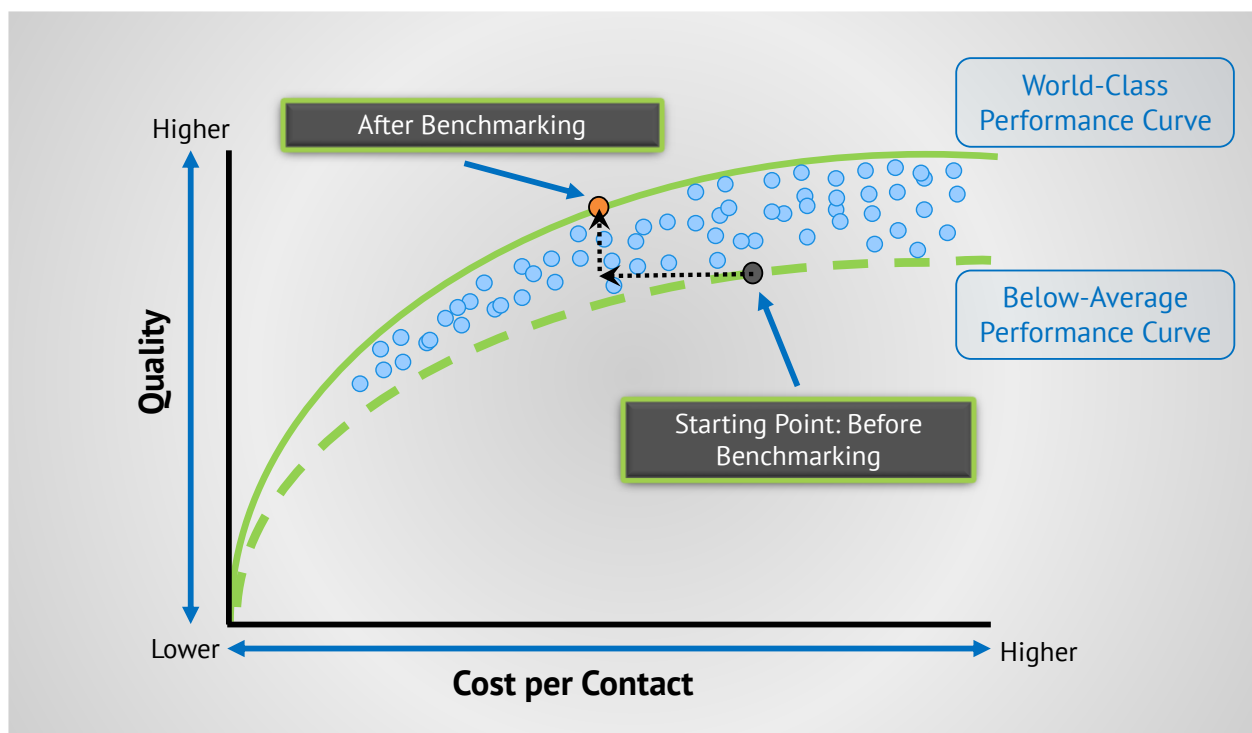 World-Class
Performance Curve
After Benchmarking
Higher
Quality
Below-Average
Performance Curve
Starting Point: Before
Benchmarking
Lower
Higher
Cost per Contact